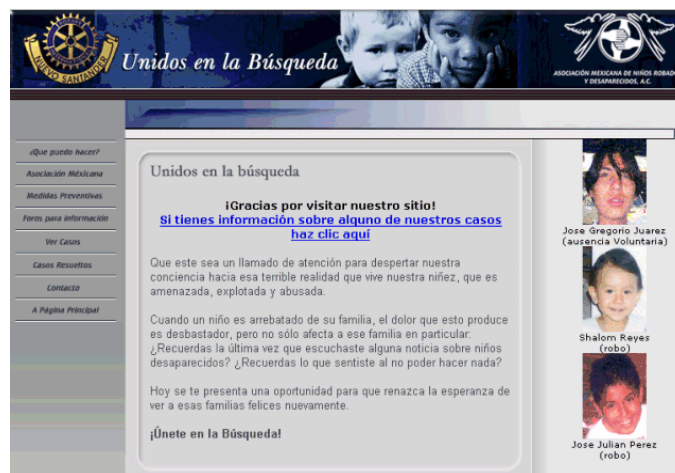 NUEVO SANTANDER
Unidos en la Búsqueda
ASOCIACIÓN MEXICANA DE NIÑOS ROBADOS
Y DESAPARECIDOS, A.C.
¿Que puedo hacer?
Asociación Méxicana
Medidas Preventivas
Foros para información
Ver Casos
Casos Resueltos
Contacto
A Página Principal
Unidos en la búsqueda
¡Gracias por visitar nuestro sitio!
Si tienes información sobre alguno de nuestros casos
haz clic aquí
Que este sea un llamado de atención para despertar nuestra
conciencia hacia esa terrible realidad que vive nuestra niñez, que es
amenazada, explotada y abusada.
Cuando un niño es arrebatado de su familia, el dolor que esto produce
es desbastador, pero no sólo afecta a ese familia en particular:
¿Recuerdas la última vez que escuchaste alguna noticia sobre niños
desaparecidos? ¿Recuerdas lo que sentiste al no poder hacer nada?
Hoy se te presenta una oportunidad para que renazca la esperanza de
ver a esas familias felices nuevamente.
¡Únete en la Búsqueda!
Jose Gregorio Juarez
(ausencia Voluntaria)
Shalom Reyes
(robo)
Jose Julian Perez
(robo)